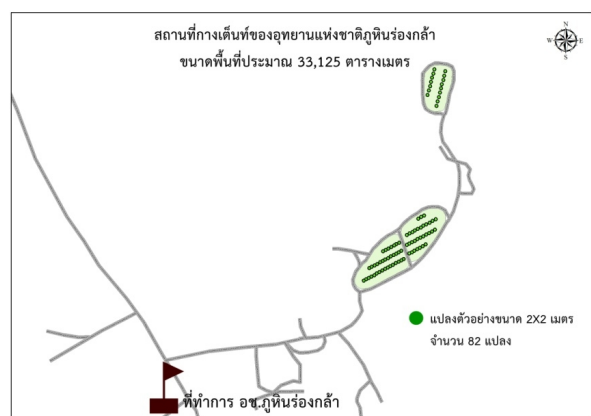 สถานที่กางเต็นท์ของอุทยานแห่งชาติภูหินร่องกล้า
ขนาดพื้นที่ประมาณ 33,125 ตารางเมตร
N
W
E
S
แปลงตัวอย่างขนาด 2X2 เมตร
จำนวน 82 แปลง
ที่ทำการ อช.ภูหินร่องกล้า